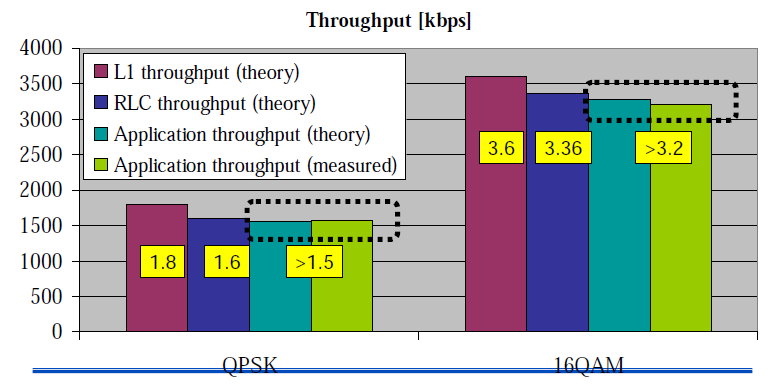 Throughput [kbps]
4000
3500
3000
2500
2000
1500
1000
500
0
L1 throughput (theory)
RLC throughput (theory)
Application throughput (theory)
Application throughput (measured)
1.8
1.6
>1.5
3.6
3.36
>3.2
QPSK
16QAM